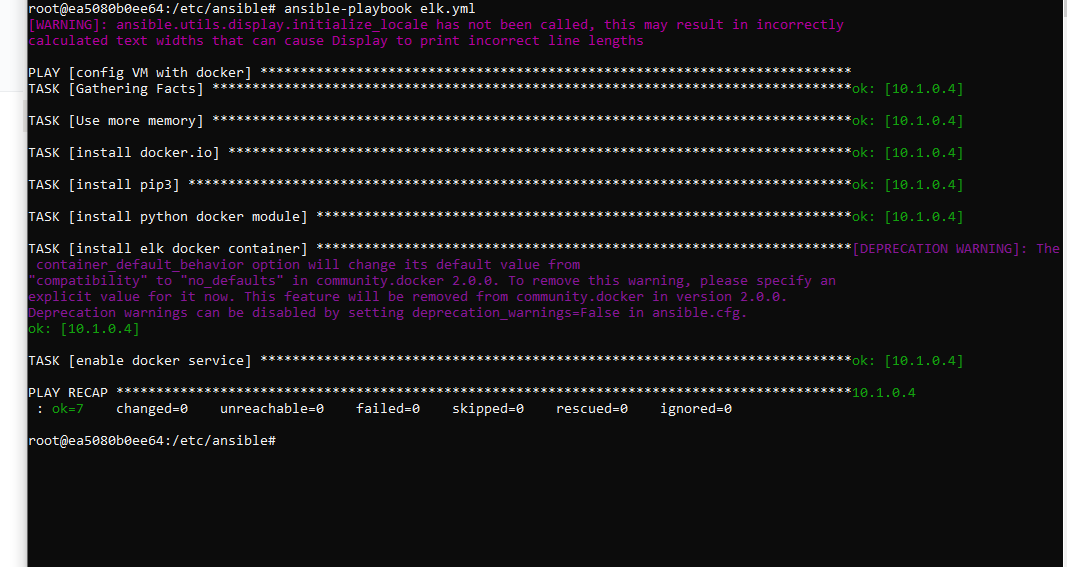 root@ea5080b0ee64:/etc/ansible# ansible-playbook elk.yml
[WARNING]: ansible.utils.display.initialize_locale has not been called, this may result in incorrectly
calculated text widths that can cause Display to print incorrect line lengths
PLAY [config VM with docker] **************************************************************************
TASK [Gathering Facts] ********************************************************************************ok: [10.1.0.4]
TASK [Use more memory] ********************************************************************************ok: [10.1.0.4]
TASK [install docker.io] ******************************************************************************ok: [10.1.0.4]
TASK [install pip3] ***********************************************************************************ok: [10.1.0.4]
TASK [install python docker module] *******************************************************************ok: [10.1.0.4]
TASK [install elk docker container] *******************************************************************[DEPRECATION WARNING]: The
 container_default_behavior option will change its default value from
"compatibility" to "no_defaults" in community.docker 2.0.0. To remove this warning, please specify an
explicit value for it now. This feature will be removed from community.docker in version 2.0.0.
Deprecation warnings can be disabled by setting deprecation_warnings=False in ansible.cfg.
ok: [10.1.0.4]
TASK [enable docker service] **************************************************************************ok: [10.1.0.4]
PLAY RECAP ********************************************************************************************10.1.0.4
 : ok=7    changed=0    unreachable=0    failed=0    skipped=0    rescued=0    ignored=0
root@ea5080b0ee64:/etc/ansible#